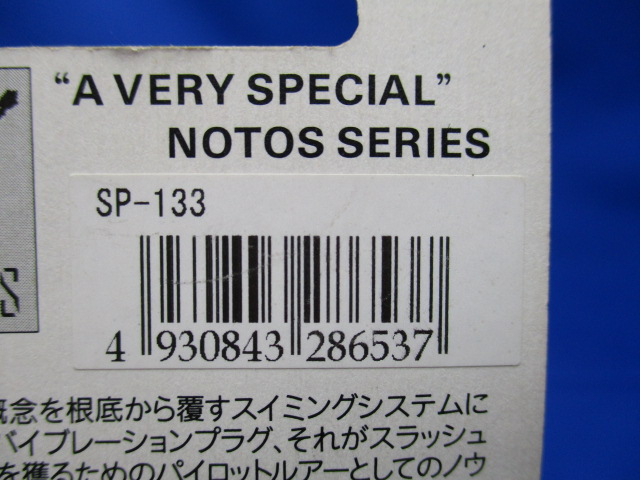 “A VERY SPECIAL”
NOTOS SERIES
SP-133
4 930843 286537
概念を根底から覆すスイミングシステムに
バイブレーションプラグ、それがスラッシュ
を獲るためのパイロットルアーとしてのノウ